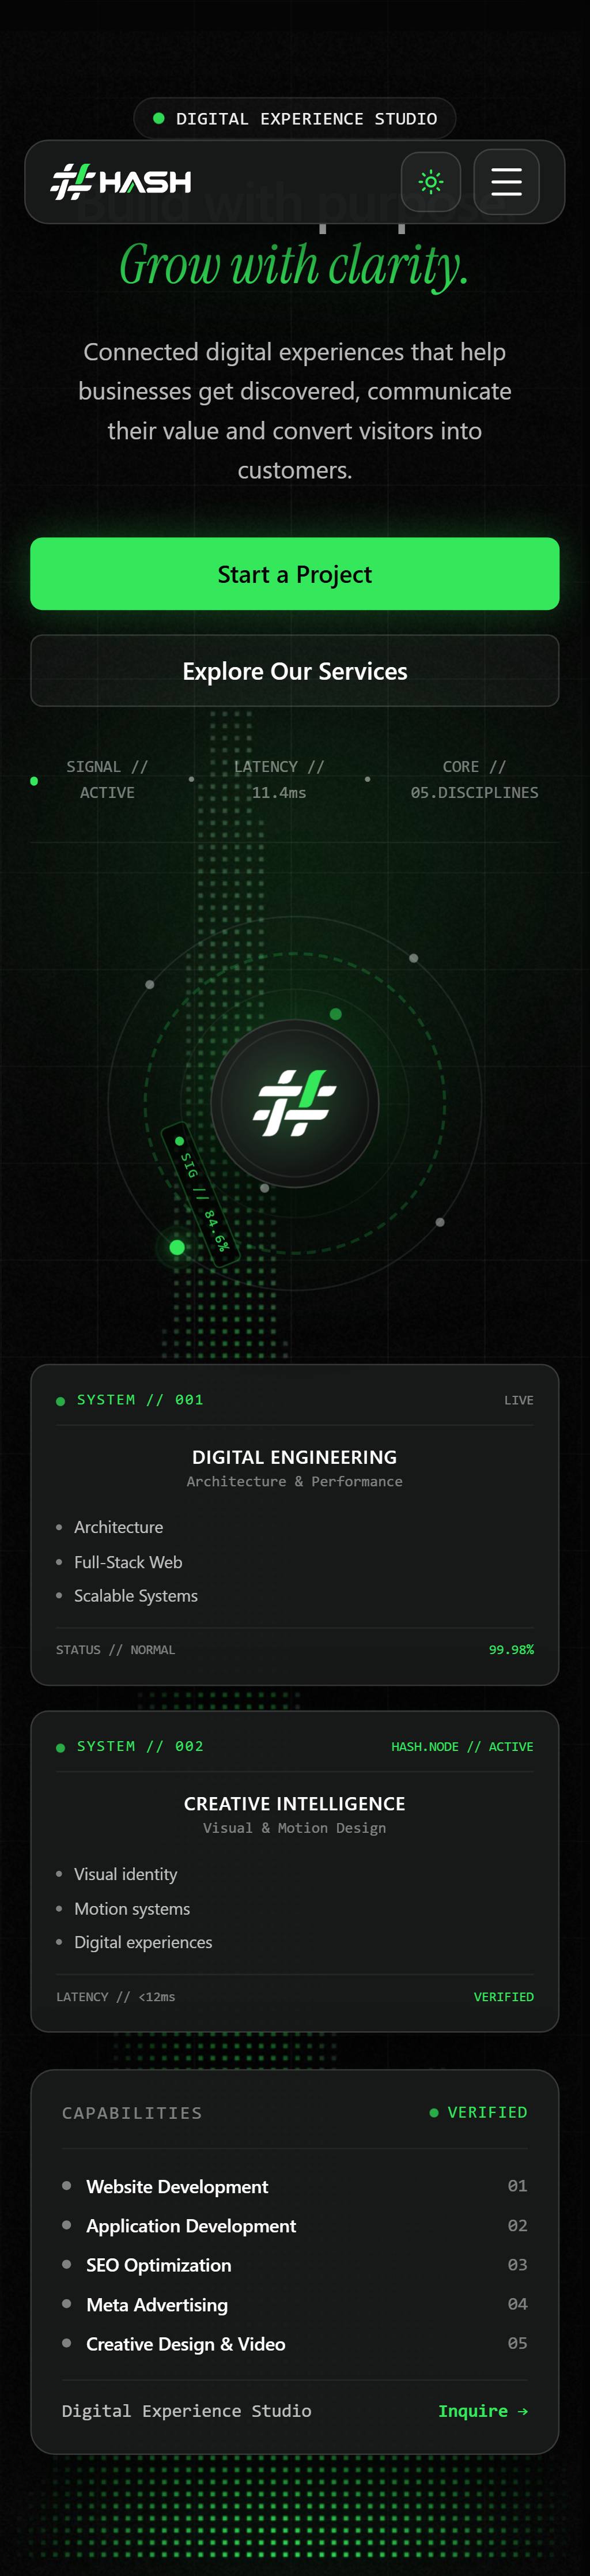 DIGITAL EXPERIENCE STUDIO
HASH
Grow with clarity.
Connected digital experiences that help
businesses get discovered, communicate
their value and convert visitors into
customers.
Start a Project
Explore Our Services
SIGNAL //
ACTIVE
LATENCY //
11.4ms
CORE //
05.DISCIPLINES
SIG // 84.6%
SYSTEM // 001
LIVE
DIGITAL ENGINEERING
Architecture & Performance
Architecture
Full-Stack Web
Scalable Systems
STATUS // NORMAL
99.98%
SYSTEM // 002
HASH.NODE // ACTIVE
CREATIVE INTELLIGENCE
Visual & Motion Design
Visual identity
Motion systems
Digital experiences
LATENCY // <12ms
VERIFIED
CAPABILITIES
VERIFIED
Website Development 01
Application Development 02
SEO Optimization 03
Meta Advertising 04
Creative Design & Video 05
Digital Experience Studio
Inquire →